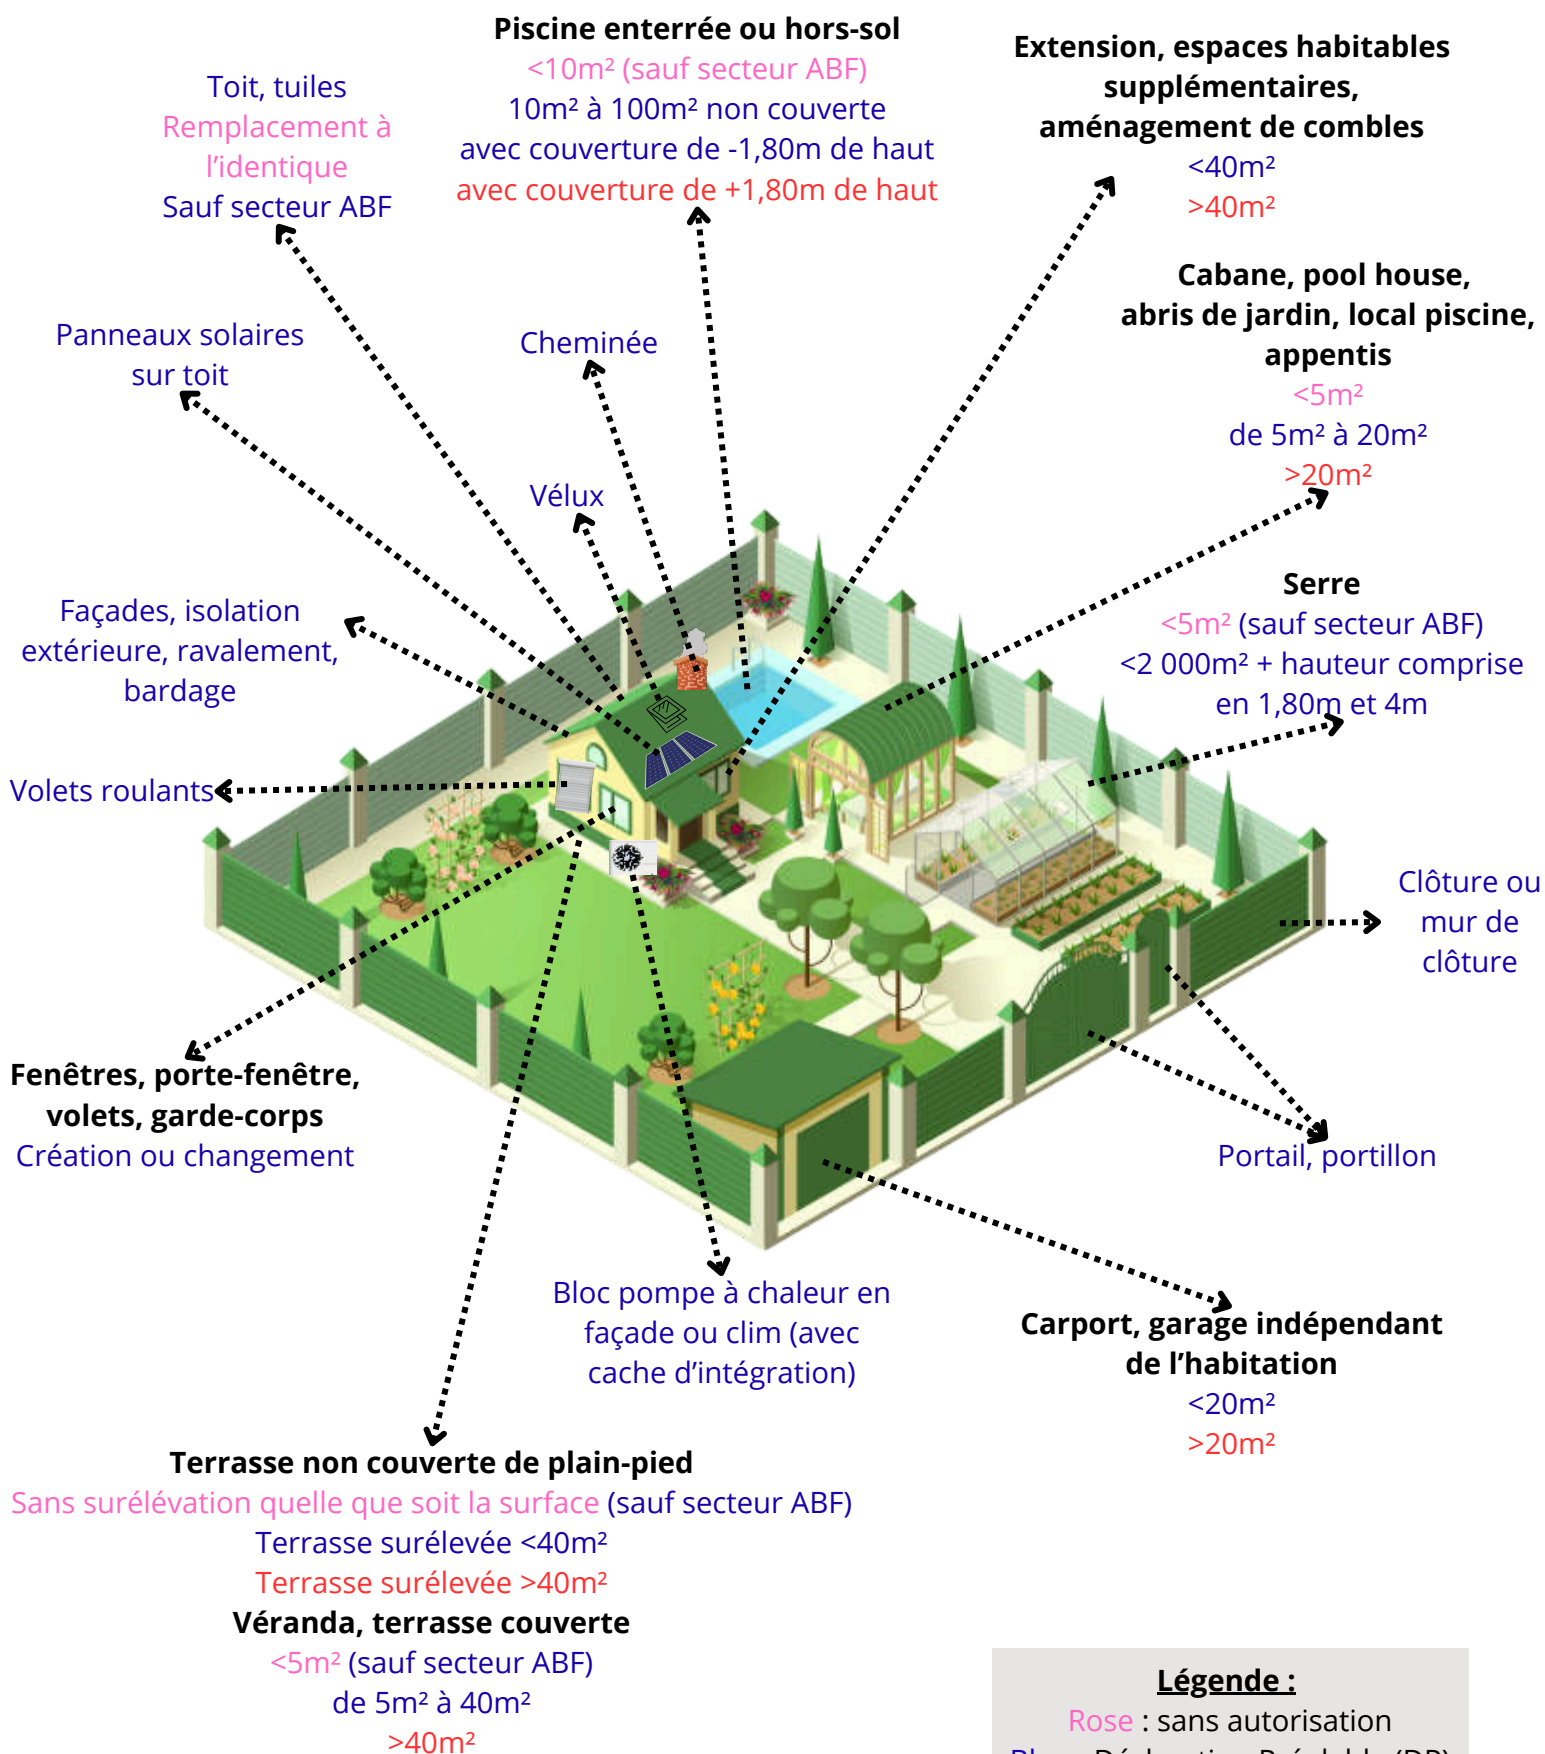 Piscine enterrée ou hors-sol
<10m² (sauf secteur ABF)
10m² à 100m² non couverte
avec couverture de -1,80m de haut
avec couverture de +1,80m de haut
Extension, espaces habitables
supplémentaires,
aménagement de combles
<40m²
>40m²
Toit, tuiles
Remplacement à
l'identique
Sauf secteur ABF
Cabane, pool house,
abris de jardin, local piscine,
appentis
<5m²
de 5m² à 20m²
>20m²
Panneaux solaires
sur toit
Cheminée
Vélux
Serre
<5m² (sauf secteur ABF)
<2 000m² + hauteur comprise
en 1,80m et 4m
Façades, isolation
extérieure, ravalement,
bardage
Volets roulants
Clôture ou
mur de
clôture
Fenêtres, porte-fenêtre,
volets, garde-corps
Création ou changement
Portail, portillon
Bloc pompe à chaleur en
façade ou clim (avec
cache d'intégration)
Carport, garage indépendant
de l'habitation
<20m²
>20m²
Terrasse non couverte de plain-pied
Sans surélévation quelle que soit la surface (sauf secteur ABF)
Terrasse surélevée <40m²
Terrasse surélevée >40m²
Véranda, terrasse couverte
<5m² (sauf secteur ABF)
de 5m² à 40m²
>40m²
Légende :
Rose : sans autorisation
Bleu : Déclaration Préalable (DP)